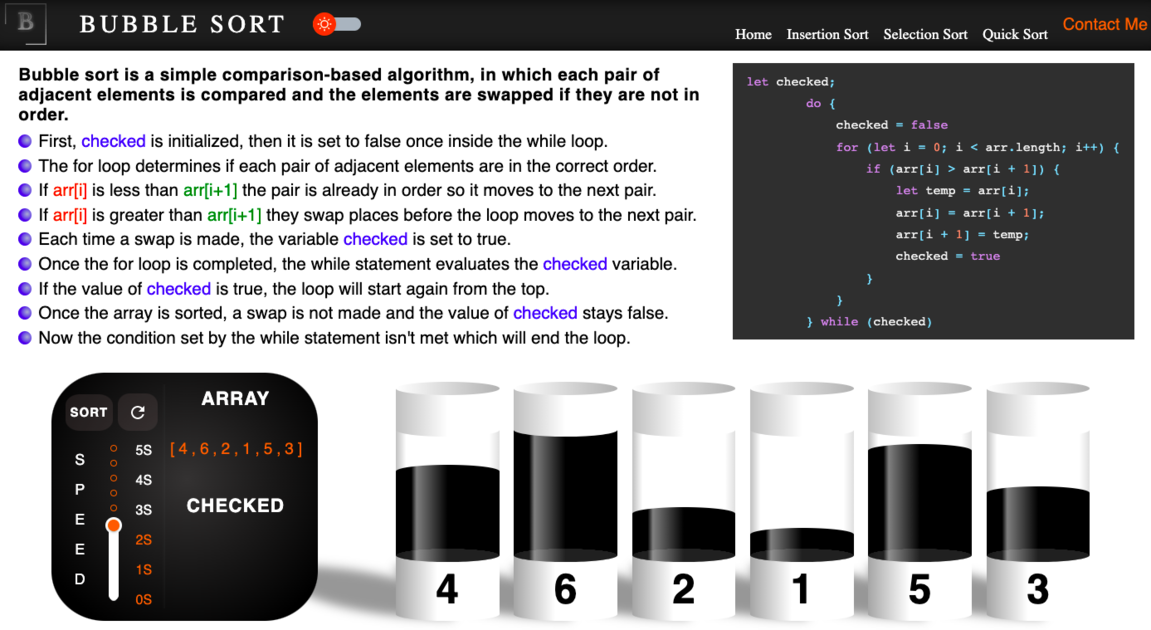 B
BUBBLE SORT
Home Insertion Sort Selection Sort Quick Sort Contact Me
Bubble sort is a simple comparison-based algorithm, in which each pair of
adjacent elements is compared and the elements are swapped if they are not in
order.
First, checked is initialized, then it is set to false once inside the while loop.
The for loop determines if each pair of adjacent elements are in the correct order.
If arr[i] is less than arr[i+1] the pair is already in order so it moves to the next pair.
If arr[i] is greater than arr[i+1] they swap places before the loop moves to the next pair.
Each time a swap is made, the variable checked is set to true.
Once the for loop is completed, the while statement evaluates the checked variable.
If the value of checked is true, the loop will start again from the top.
Once the array is sorted, a swap is not made and the value of checked stays false.
Now the condition set by the while statement isn't met which will end the loop.
let checked;
do {
checked = false
for (let i = 0; i < arr.length; i++) {
if (arr[i] > arr[i + 1]) {
let temp = arr[i];
arr[i] = arr[i + 1];
arr[i + 1] = temp;
checked = true
}
}
} while (checked)
SORT
SPEED
5S
4S
3S
2S
1S
0S
ARRAY
[4,6,2,1,5,3]
CHECKED
4 6 2 1 5 3